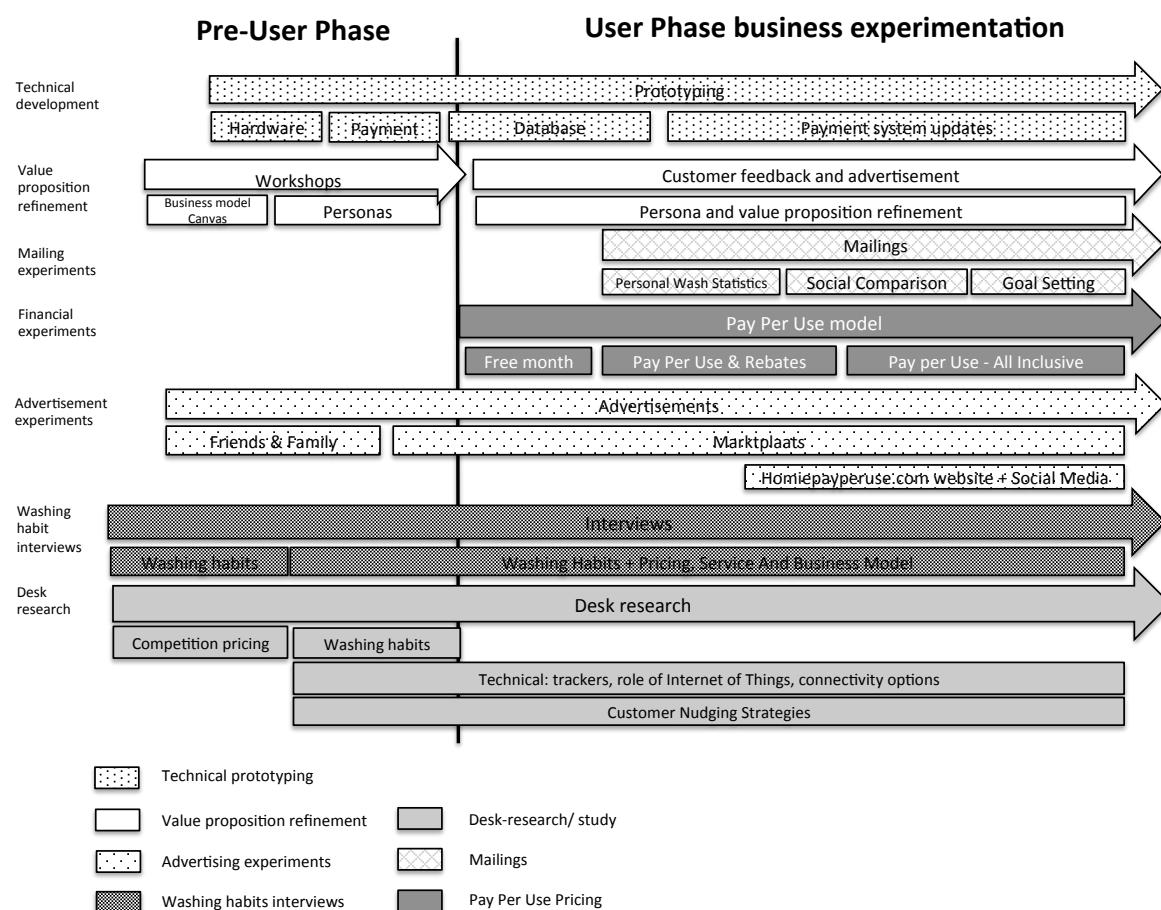 Pre-User Phase
User Phase business experimentation
Technical
development
Prototyping
Hardware
Payment
Database
Payment system updates
Value
proposition
refinement
Workshops
Customer feedback and advertisement
Business model
Canvas
Personas
Persona and value proposition refinement
Mailing
experiments
Mailings
Personal Wash Statistics
Social Comparison
Goal Setting
Financial
experiments
Pay Per Use model
Free month
Pay Per Use & Rebates
Pay per Use - All Inclusive
Advertisement
experiments
Advertisements
Friends & Family
Marktplaats
Homiepayperuse.com website + Social Media
Washing
habit
interviews
Interviews
Washing habits
Washing Habits + Pricing, Service And Business Model
Desk
research
Desk research
Competition pricing
Washing habits
Technical: trackers, role of Internet of Things, connectivity options
Customer Nudging Strategies
Technical prototyping
Value proposition refinement
Desk-research/ study
Advertising experiments
Mailings
Washing habits interviews
Pay Per Use Pricing